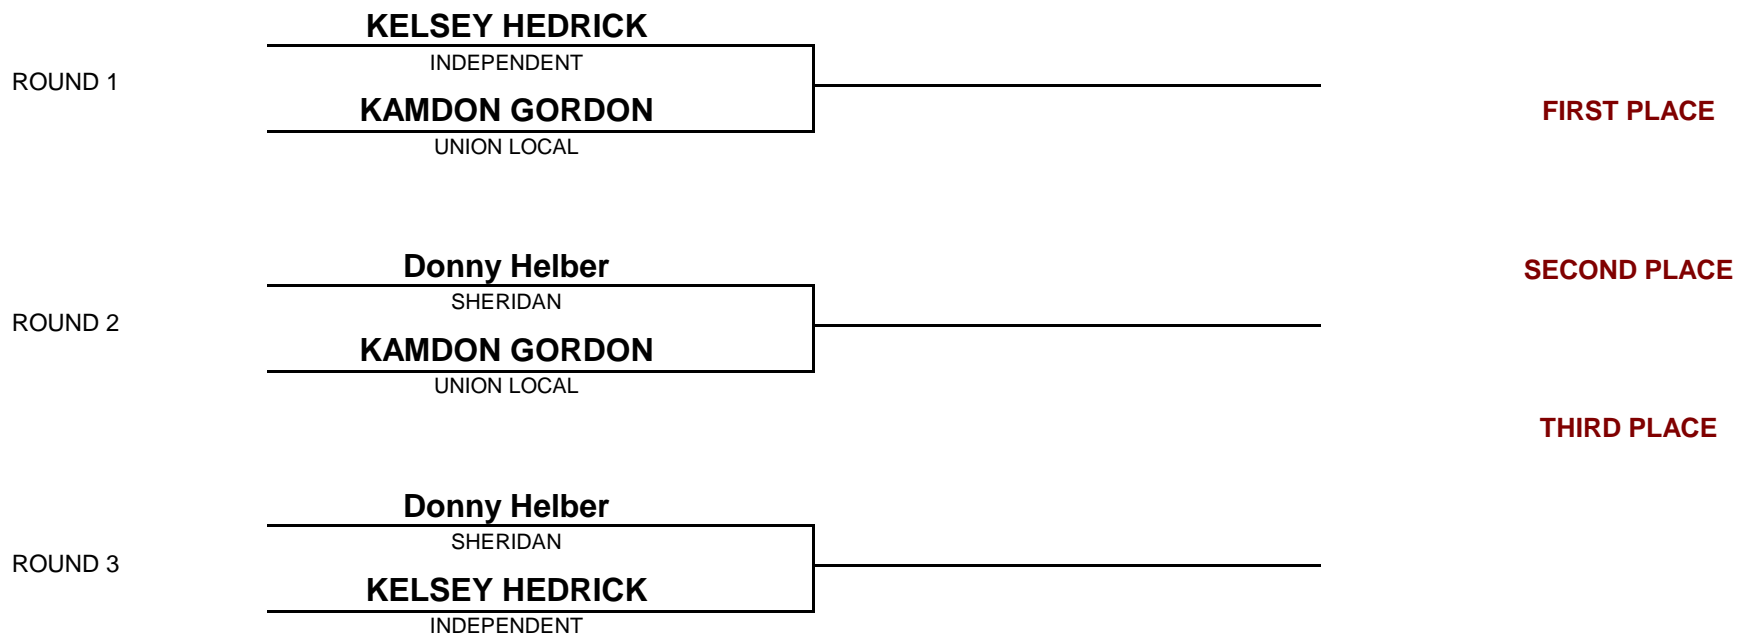 KELSEY HEDRICK
INDEPENDENT
ROUND 1
KAMDON GORDON
FIRST PLACE
UNION LOCAL
Donny Helber
SECOND PLACE
SHERIDAN
ROUND 2
KAMDON GORDON
UNION LOCAL
THIRD PLACE
Donny Helber
SHERIDAN
ROUND 3
KELSEY HEDRICK
INDEPENDENT